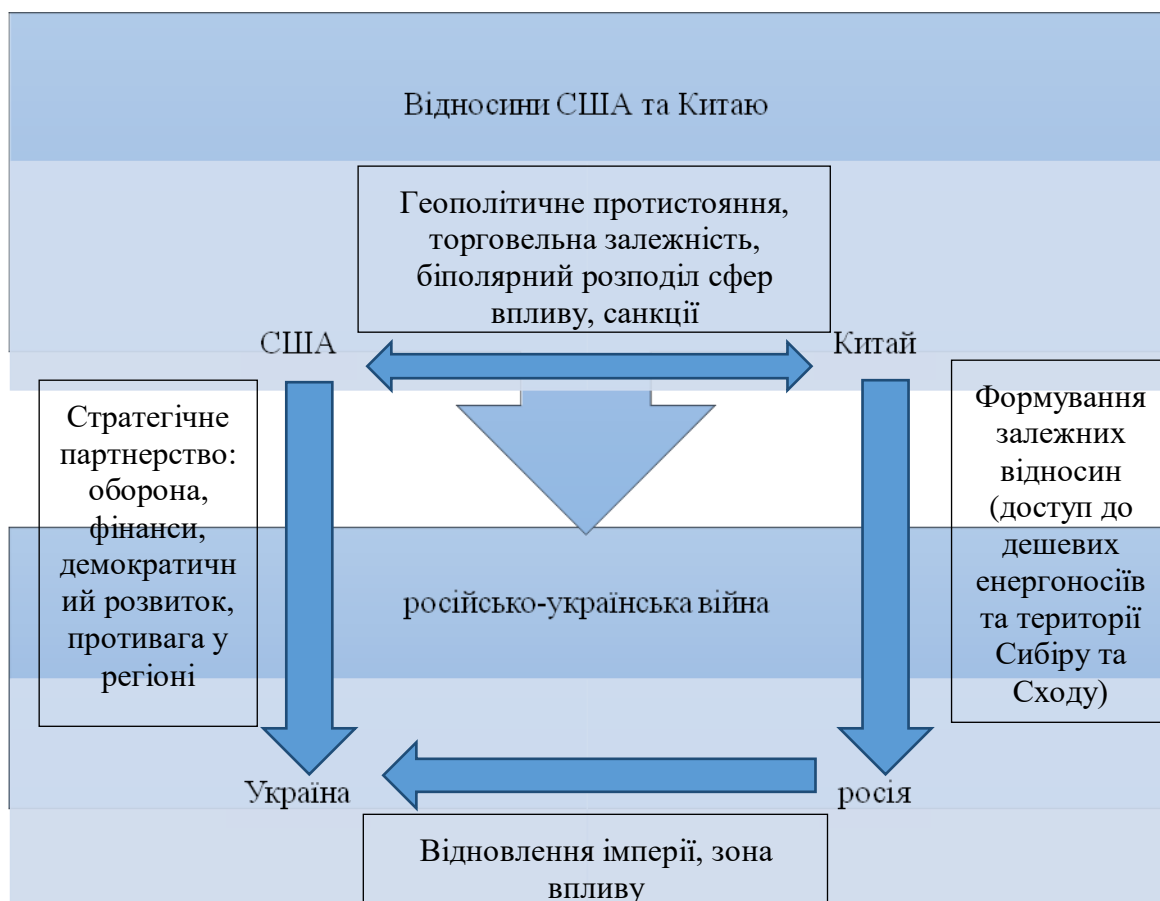 Відносини США та Китаю
Геополітичне протистояння,
торговельна залежність,
біполярний розподіл сфер
впливу, санкції
США
Китай
Стратегічне
партнерство:
оборона,
фінанси,
демократичн
ий розвиток,
противага у
регіоні
Формування
залежних
відносин
(доступ до
дешевих
енергоносіїв
та території
Сибіру та
Сходу)
російсько-українська війна
Україна
росія
Відновлення імперії, зона
впливу